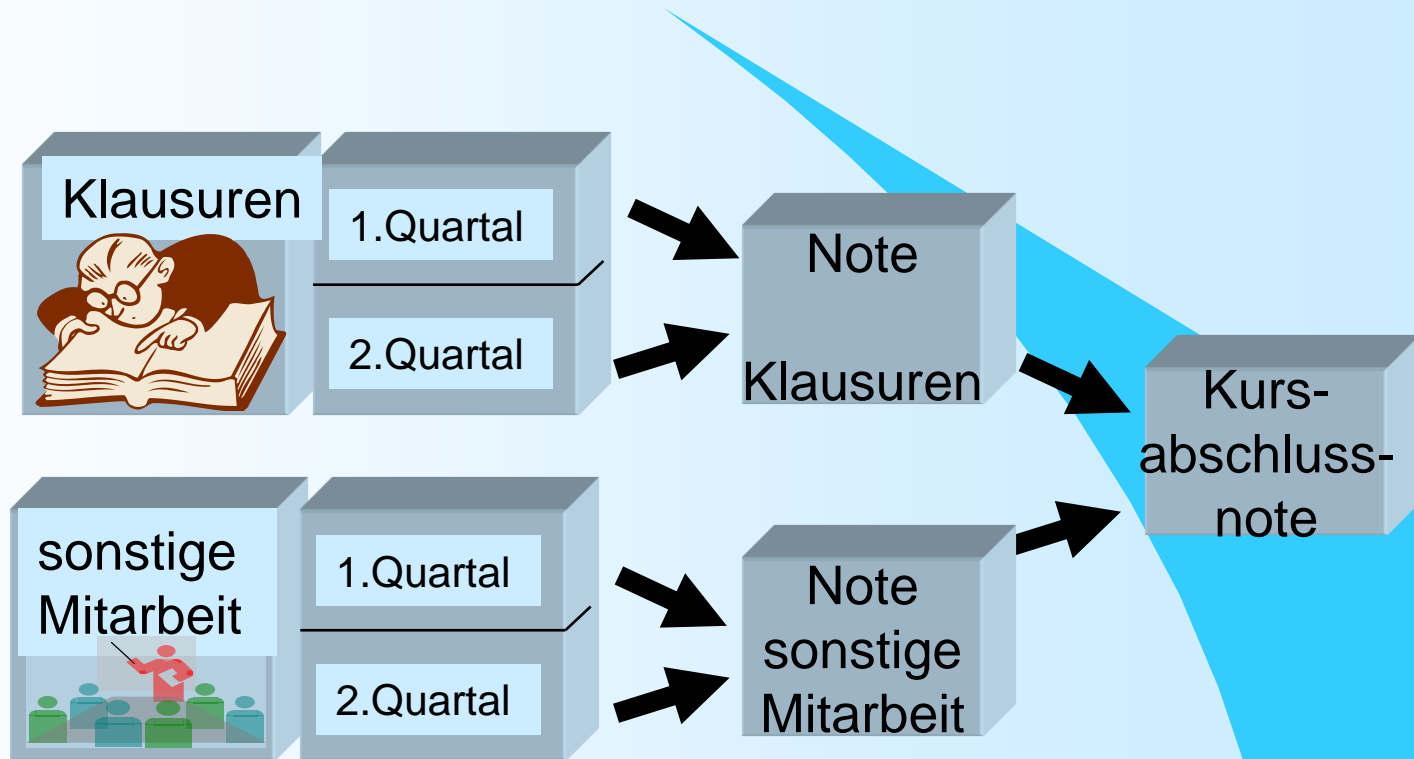 Klausuren
1.Quartal
2.Quartal
Note
Klausuren
sonstige
Mitarbeit
1.Quartal
2.Quartal
Note
sonstige
Mitarbeit
Kurs-
abschluss-
note